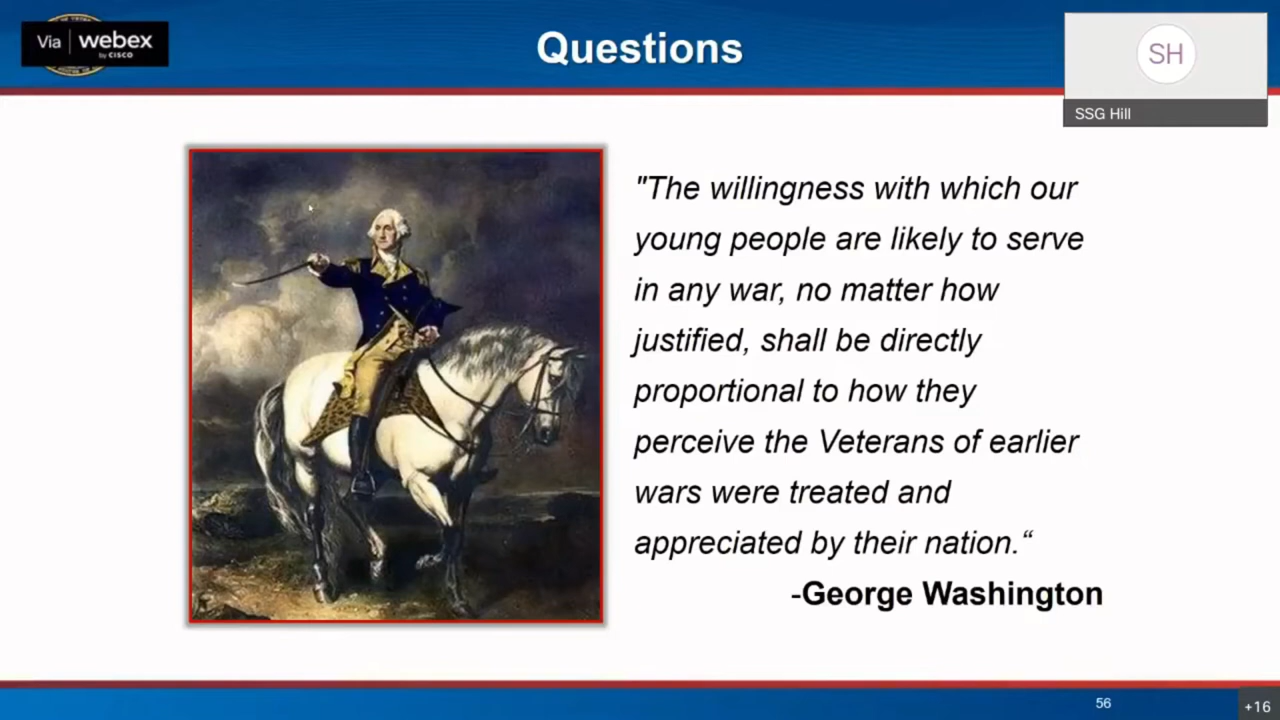 Via webex
by CISCO
Questions
SH
SSG Hill
"The willingness with which our
young people are likely to serve
in any war, no matter how
justified, shall be directly
proportional to how they
perceive the Veterans of earlier
wars were treated and
appreciated by their nation.“
-George Washington
56
+16